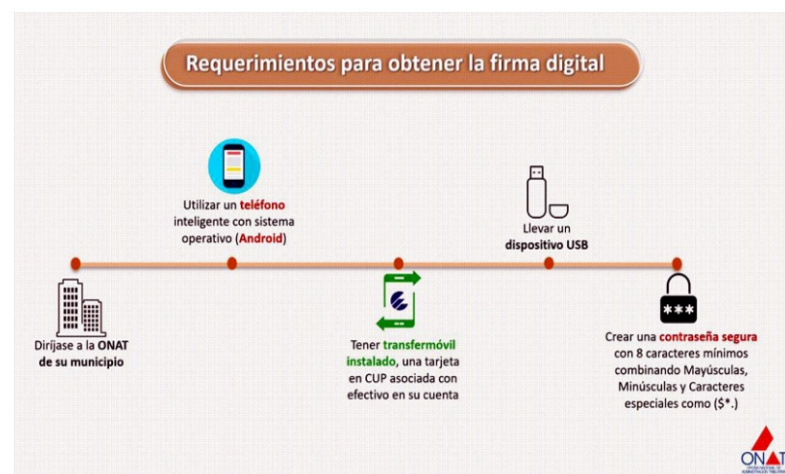 Requerimientos para obtener la firma digital
Diríjase a la ONAT
de su municipio
Utilizar un teléfono
inteligente con sistema
operativo (Android)
Tener transfermóvil
instalado, una tarjeta
en CUP asociada con
efectivo en su cuenta
Llevar un
dispositivo USB
***
Crear una contraseña segura
con 8 caracteres mínimos
combinando Mayúsculas,
Minúsculas y Caracteres
especiales como ($*.)
ONAT